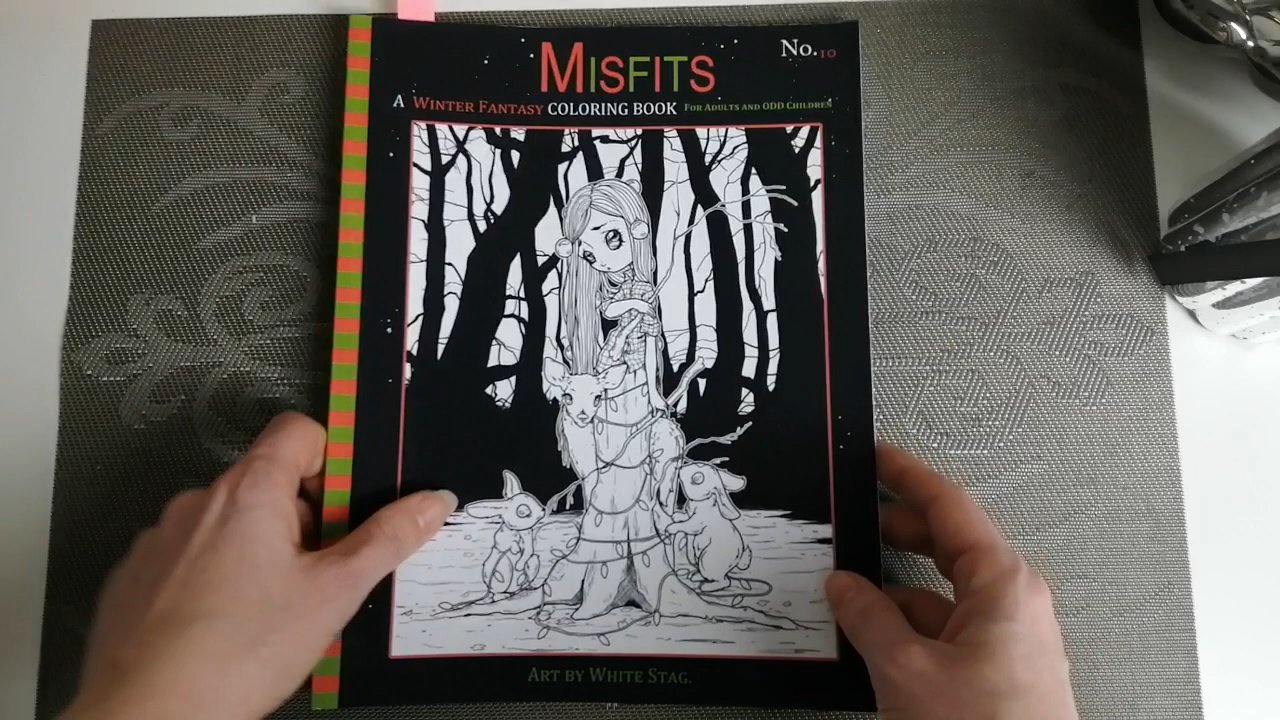 MISFITS
No.10
A WINTER FANTASY COLORING BOOK FOR ADULTS AND ODD CHILDREN
ART BY WHITE STAG.